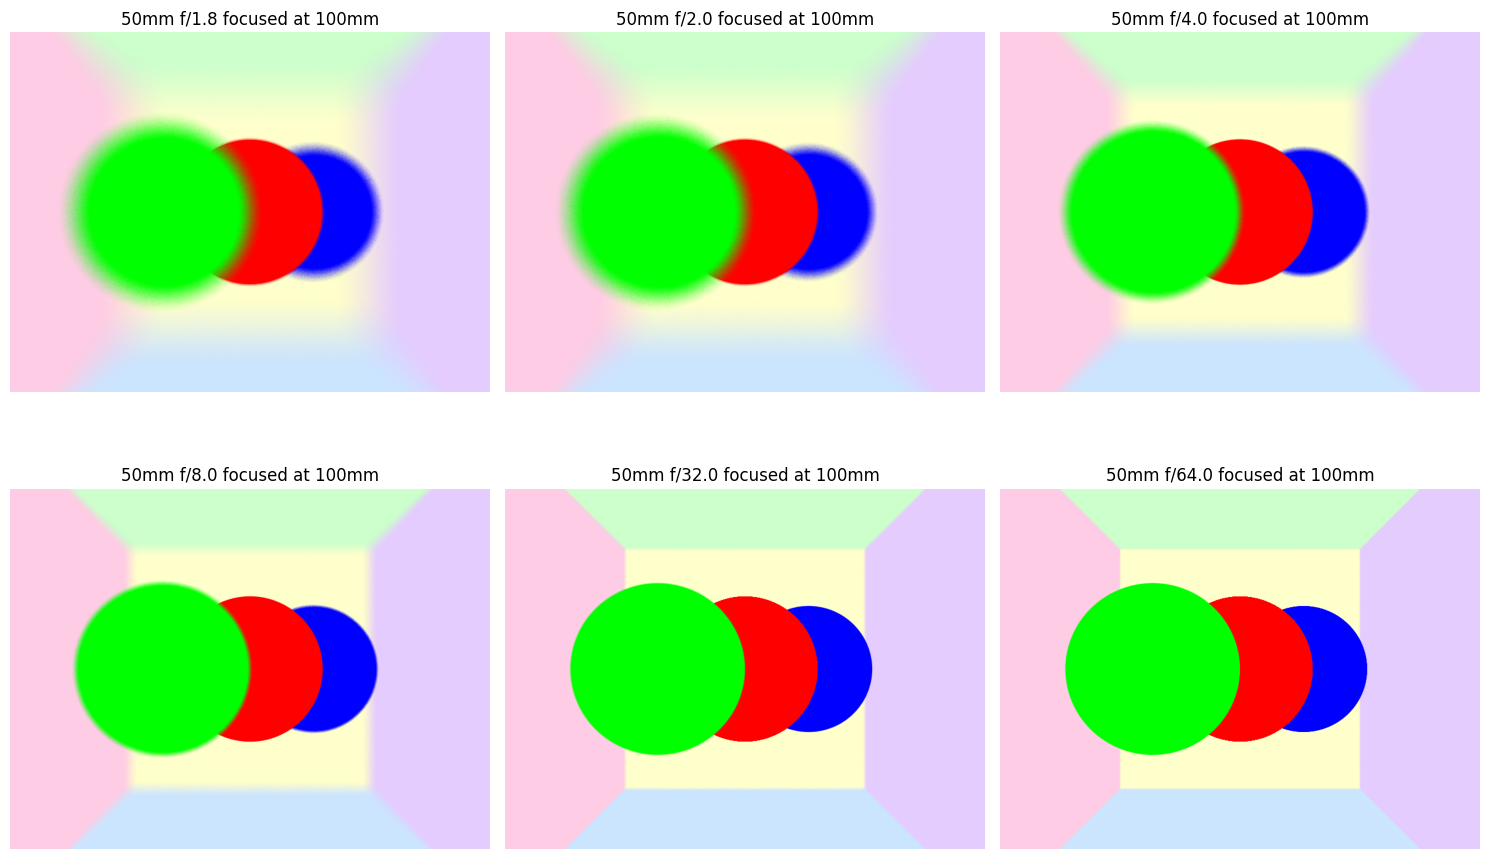 50mm f/1.8 focused at 100mm
50mm f/2.0 focused at 100mm
50mm f/4.0 focused at 100mm
50mm f/8.0 focused at 100mm
50mm f/32.0 focused at 100mm
50mm f/64.0 focused at 100mm